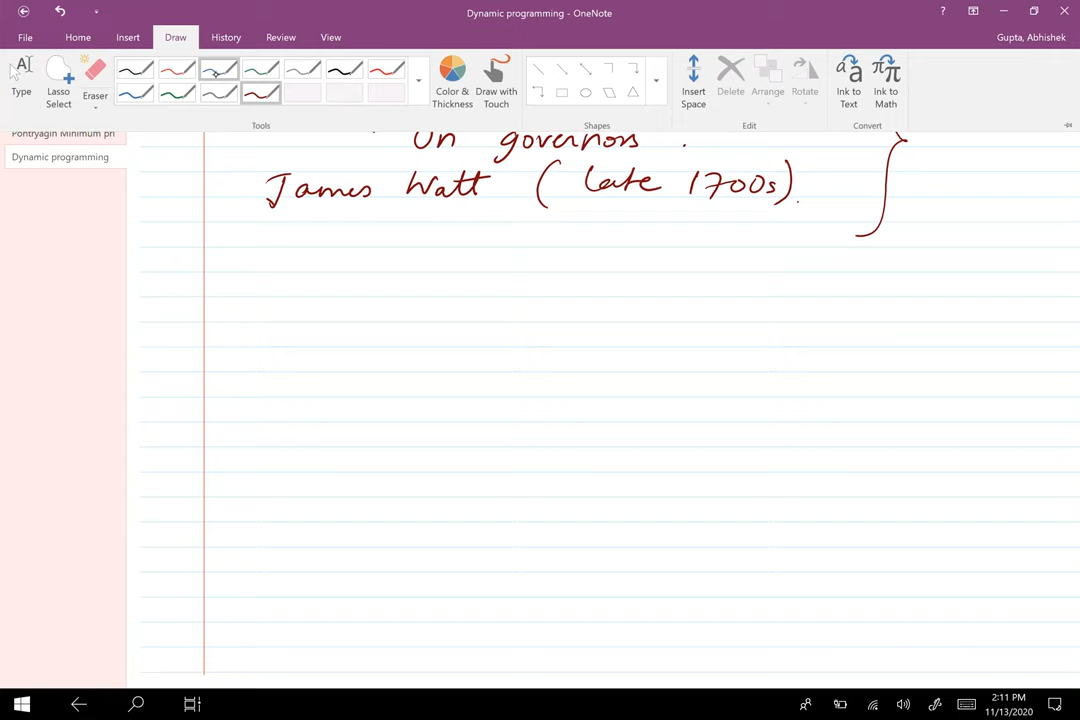 Dynamic programming - OneNote
?
File
Home
Insert
Draw
History
Review
View
Gupta, Abhishek
Type
Lasso
Select
Eraser
Color &
Thickness
Draw with
Touch
Insert
Space
Delete
Arrange
Rotate
Ink to
Text
Ink to
Math
Tools
Shapes
Edit
Convert
Pontryagin Minimum pri
Dynamic programming
On governors.
James Watt (late 1700s).
2:11 PM
11/13/2020